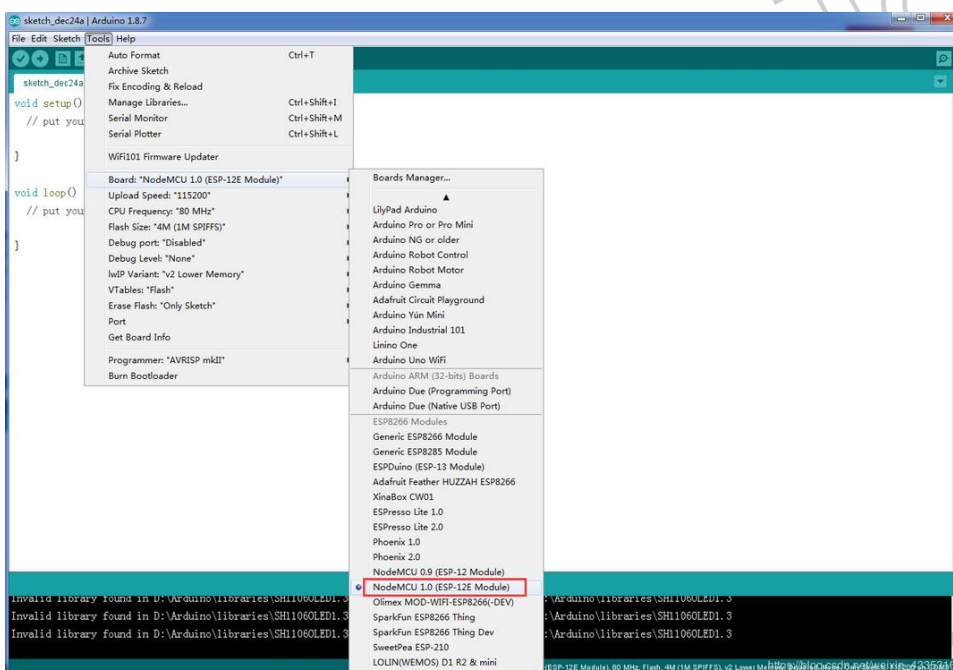 sketch_dec24a | Arduino 1.8.7
File Edit Sketch Tools Help
sketch_dec24a
Auto Format Ctrl+T
Archive Sketch
Fix Encoding & Reload
Manage Libraries... Ctrl+Shift+I
Serial Monitor Ctrl+Shift+M
Serial Plotter Ctrl+Shift+L
WiFi101 Firmware Updater
Board: "NodeMCU 1.0 (ESP-12E Module)"
Upload Speed: "115200"
CPU Frequency: "80 MHz"
Flash Size: "4M (1M SPIFFS)"
Debug port: "Disabled"
Debug Level: "None"
lwIP Variant: "v2 Lower Memory"
VTables: "Flash"
Erase Flash: "Only Sketch"
Port
Get Board Info
Programmer: "AVRISP mkII"
Burn Bootloader
void setup()
// put you
}
void loop()
// put you
}
Boards Manager...
LilyPad Arduino
Arduino Pro or Pro Mini
Arduino NG or older
Arduino Robot Control
Arduino Robot Motor
Arduino Gemma
Adafruit Circuit Playground
Arduino Yún Mini
Arduino Industrial 101
Linino One
Arduino Uno WiFi
Arduino ARM (32-bits) Boards
Arduino Due (Programming Port)
Arduino Due (Native USB Port)
ESP8266 Modules
Generic ESP8266 Module
Generic ESP8285 Module
ESPDuino (ESP-13 Module)
Adafruit Feather HUZZAH ESP8266
XinaBox CW01
ESPresso Lite 1.0
ESPresso Lite 2.0
Phoenix 1.0
Phoenix 2.0
NodeMCU 0.9 (ESP-12 Module)
NodeMCU 1.0 (ESP-12E Module)
Olimex MOD-WIFI-ESP8266(-DEV)
SparkFun ESP8266 Thing
SparkFun ESP8266 Thing Dev
SweetPea ESP-210
LOLIN(WEMOS) D1 R2 & mini
Invalid library found in D:\Arduino\libraries\SH1106OLED1.3 :\Arduino\libraries\SH1106OLED1.3
Invalid library found in D:\Arduino\libraries\SH1106OLED1.3 :\Arduino\libraries\SH1106OLED1.3
Invalid library found in D:\Arduino\libraries\SH1106OLED1.3 :\Arduino\libraries\SH1106OLED1.3
(ESP-12E Module), 80 MHz, Flash, 4M (1M SPIFFS), v2 Lower